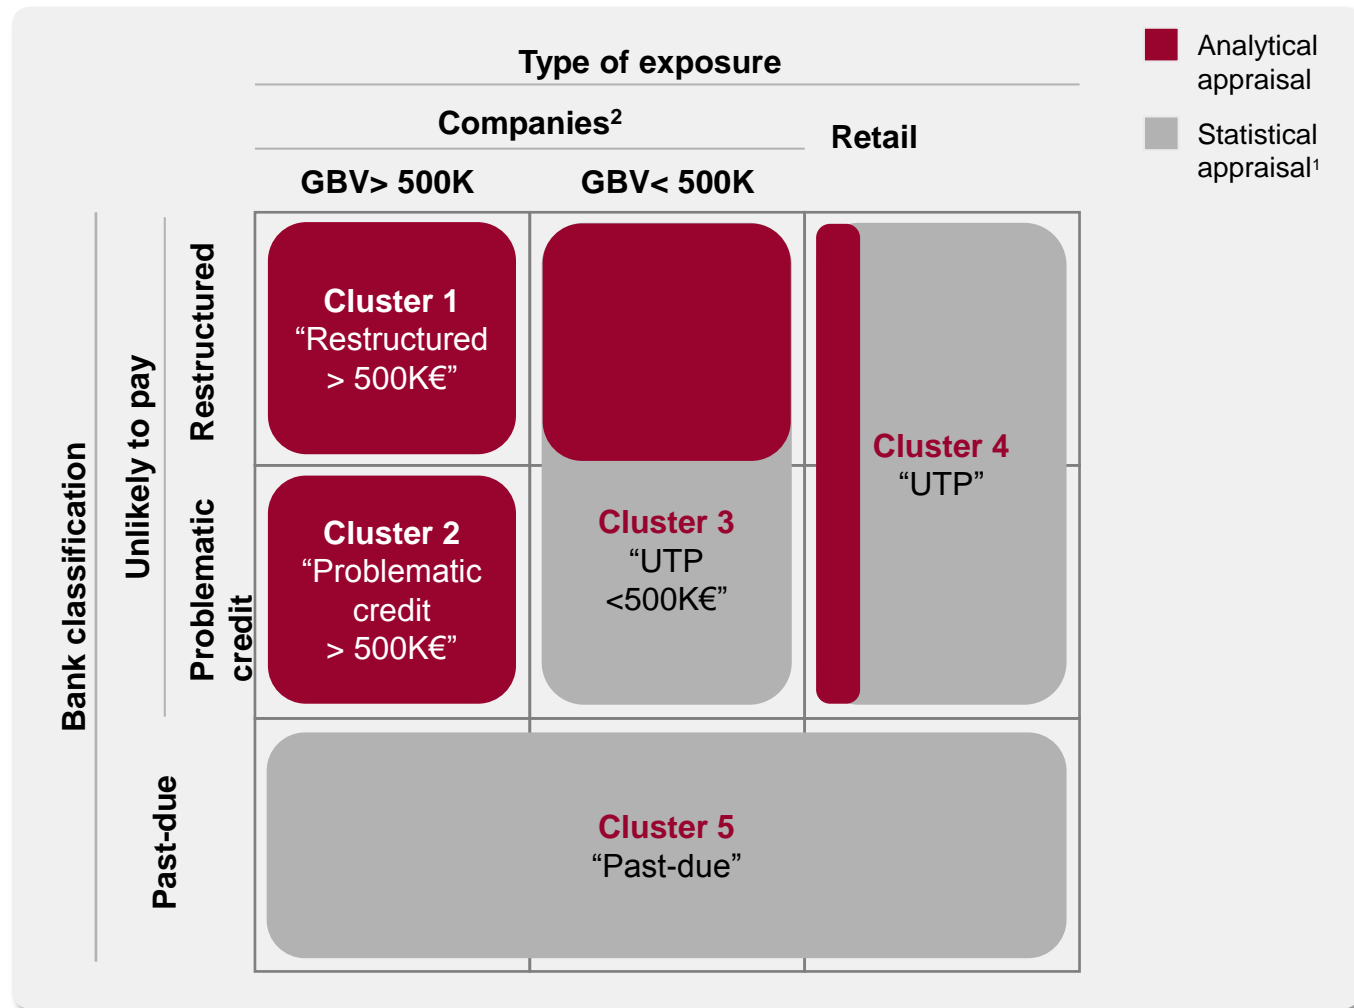 Type of exposure
Companies²
Retail
GBV> 500K
GBV< 500K
Analytical
appraisal
Statistical
appraisal¹
Bank classification
Unlikely to pay
Restructured
Problematic
credit
Past-due
Cluster 1
“Restructured
> 500K€”
Cluster 2
“Problematic
credit
> 500K€”
Cluster 3
“UTP
<500K€”
Cluster 4
“UTP”
Cluster 5
“Past-due”